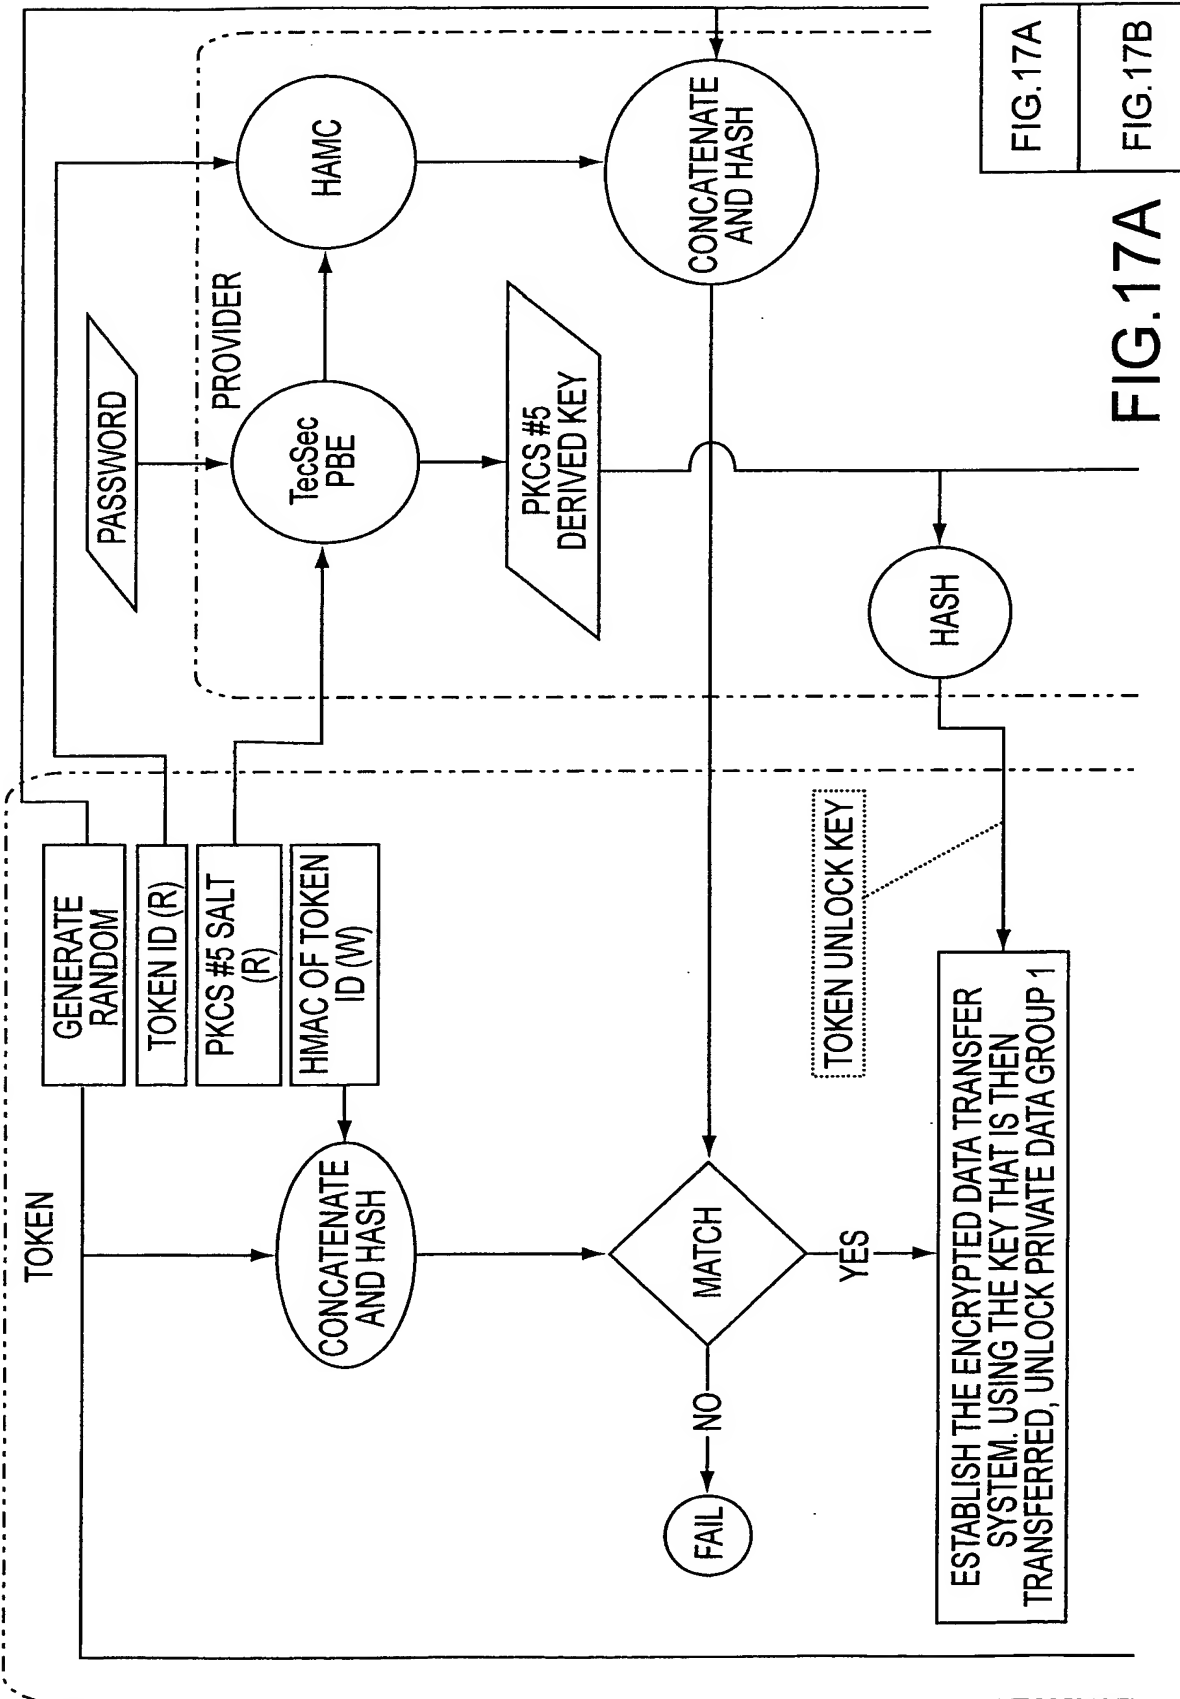 TOKEN
GENERATE
RANDOM
TOKEN ID (R)
PKCS #5 SALT
(R)
HMAC OF TOKEN
ID (W)
CONCATENATE
AND HASH
MATCH
NO
FAIL
YES
TOKEN UNLOCK KEY
ESTABLISH THE ENCRYPTED DATA TRANSFER
SYSTEM. USING THE KEY THAT IS THEN
TRANSFERRED, UNLOCK PRIVATE DATA GROUP 1
PASSWORD
PROVIDER
TecSec
PBE
HAMC
PKCS #5
DERIVED KEY
CONCATENATE
AND HASH
HASH
FIG.17A
FIG.17A
FIG.17B